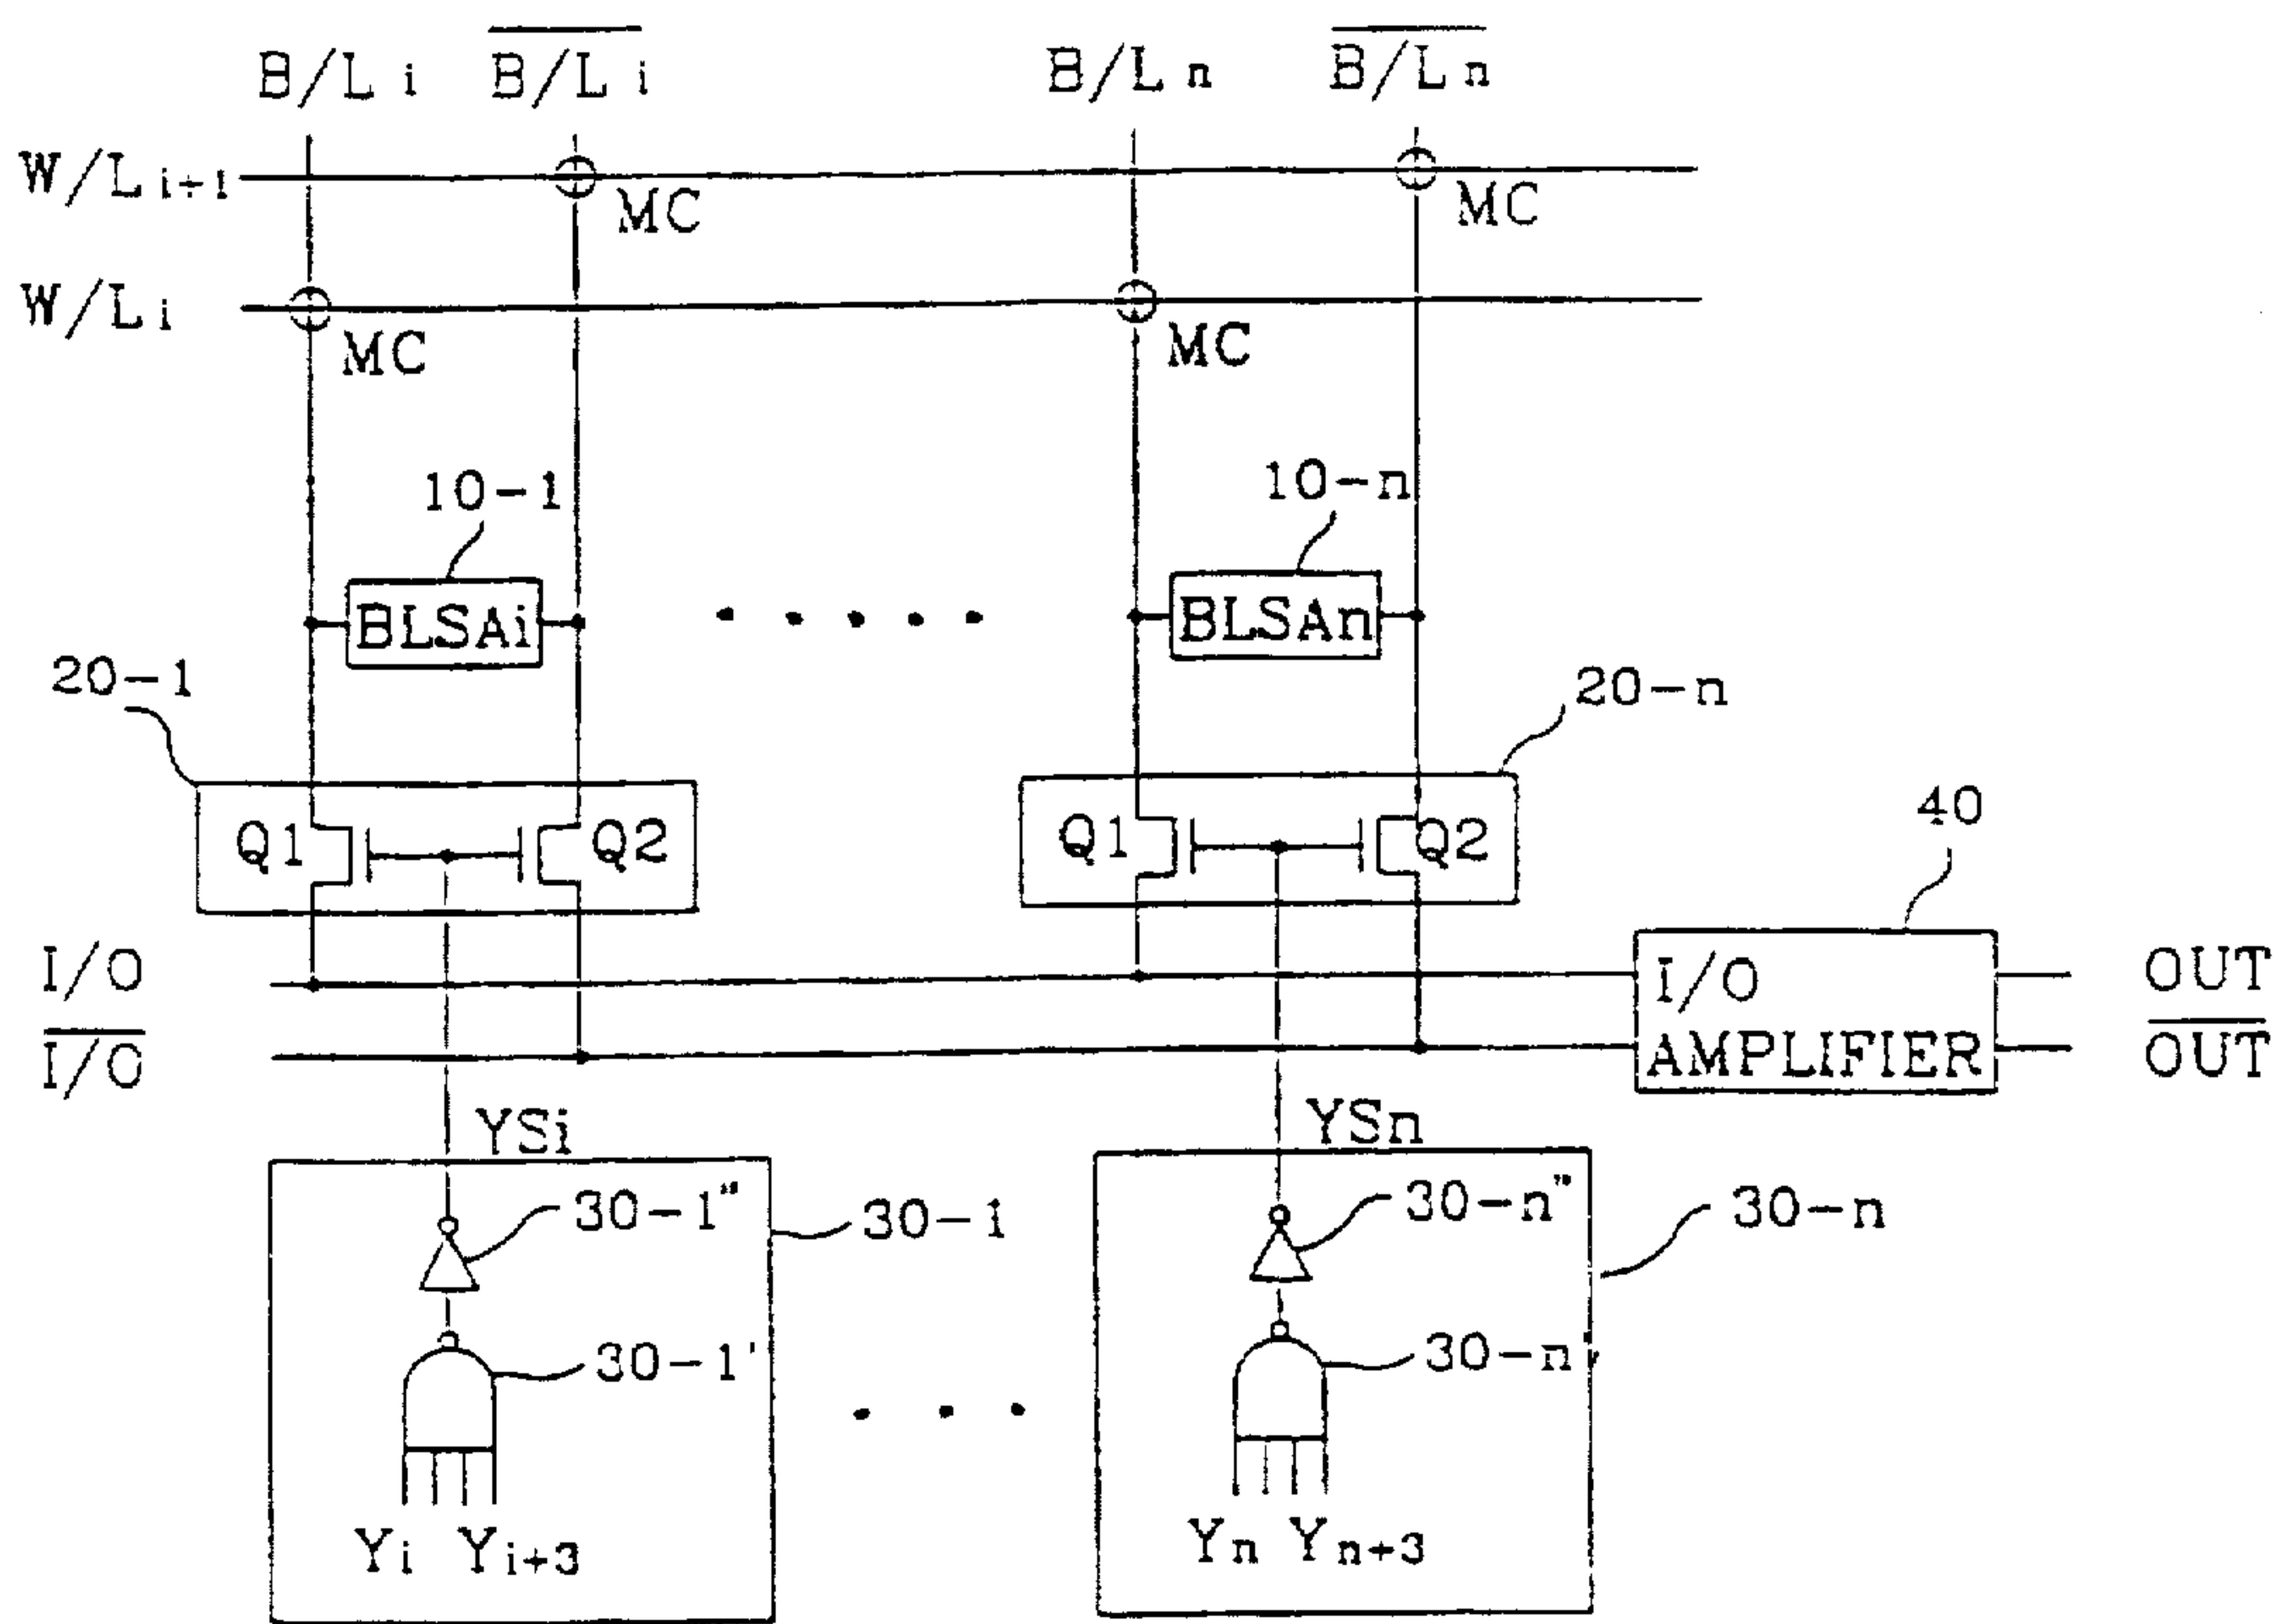 B/Li B/Li B/Ln B/Ln
W/Li+1
MC MC
W/Li
MC MC
10-1 10-n
BLSAi BLSAn
20-1 20-n
Q1 Q2 Q1 Q2 40
I/O I/O OUT
I/O AMPLIFIER OUT
YSi YSn
30-1" 30-1 30-n" 30-n
30-1' 30-n'
Yi Yi+3 Yn Yn+3